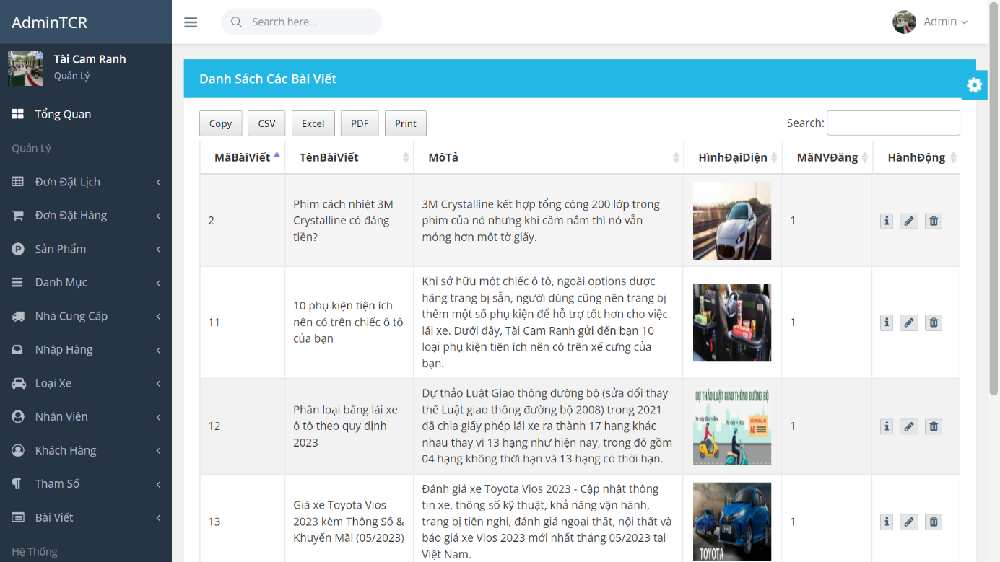 AdminTCR
Search here...
Admin
Tài Cam Ranh
Quản Lý
Tổng Quan
Quản Lý
Đơn Đặt Lịch
Đơn Đặt Hàng
Sản Phẩm
Danh Mục
Nhà Cung Cấp
Nhập Hàng
Loại Xe
Nhân Viên
Khách Hàng
Tham Số
Bài Viết
Hệ Thống
Danh Sách Các Bài Viết
Copy CSV Excel PDF Print
Search:
MãBàiViết TênBàiViết MôTả HìnhĐạiDiện MãNVĐăng HànhĐộng
2
Phim cách nhiệt 3M
Crystalline có đáng
tiền?
3M Crystalline kết hợp tổng cộng 200 lớp trong
phim của nó nhưng khi cầm nắm thì nó vẫn
mỏng hơn một tờ giấy.
1
11
10 phụ kiện tiện ích
nên có trên chiếc ô tô
của bạn
Khi sở hữu một chiếc ô tô, ngoài options được
hãng trang bị sẵn, người dùng cũng nên trang bị
thêm một số phụ kiện để hỗ trợ tốt hơn cho việc
lái xe. Dưới đây, Tài Cam Ranh gửi đến bạn 10
loại phụ kiện tiện ích nên có trên xế cưng của
bạn.
1
12
Phân loại bằng lái xe
ô tô theo quy định
2023
Dự thảo Luật Giao thông đường bộ (sửa đổi thay
thế Luật giao thông đường bộ 2008) trong 2021
đã chia giấy phép lái xe ra thành 17 hạng khác
nhau thay vì 13 hạng như hiện nay, trong đó gồm
04 hạng không thời hạn và 13 hạng có thời hạn.
DỰ THẢO LUẬT GIAO THÔNG ĐƯỜNG BỘ
A0
1
13
Giá xe Toyota Vios
2023 kèm Thông Số &
Khuyến Mãi (05/2023)
Đánh giá xe Toyota Vios 2023 - Cập nhật thông
tin xe, thông số kỹ thuật, khả năng vận hành,
trang bị tiện nghi, đánh giá ngoại thất, nội thất và
báo giá xe Vios 2023 mới nhất tháng 05/2023 tại
Việt Nam.
TOYOTA
1